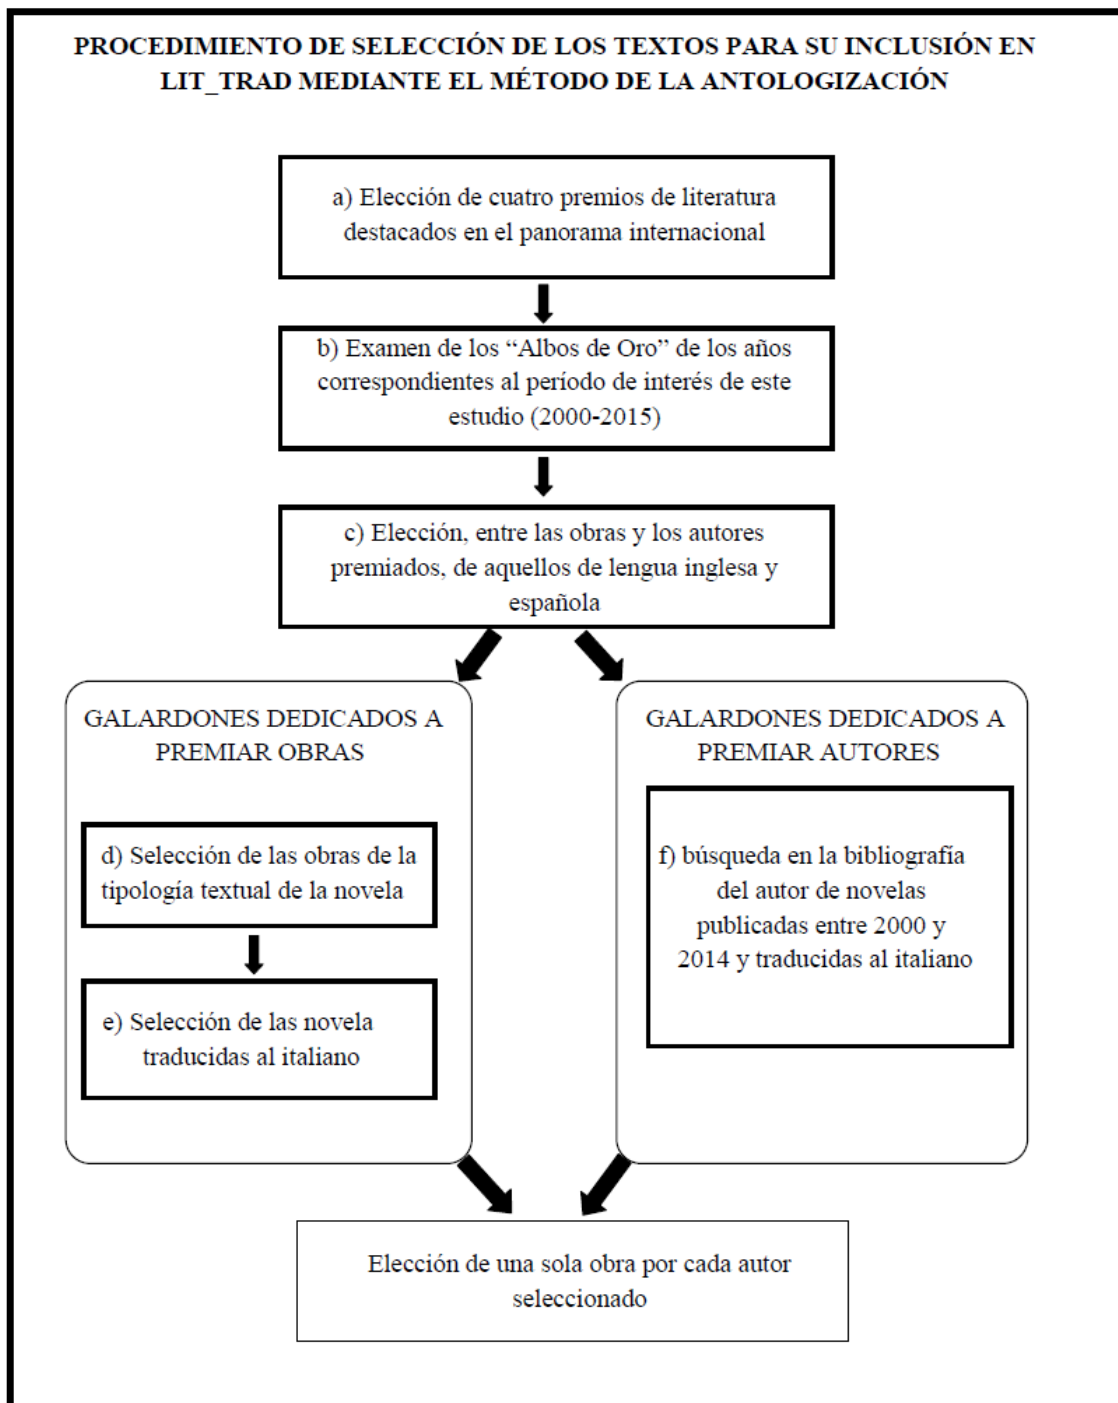 PROCEDIMIENTO DE SELECCIÓN DE LOS TEXTOS PARA SU INCLUSIÓN EN
LIT_TRAD MEDIANTE EL MÉTODO DE LA ANTOLOGIZACIÓN
a) Elección de cuatro premios de literatura
destacados en el panorama internacional
b) Examen de los “Albos de Oro” de los años
correspondientes al período de interés de este
estudio (2000-2015)
c) Elección, entre las obras y los autores
premiados, de aquellos de lengua inglesa y
española
GALARDONES DEDICADOS A
PREMIAR OBRAS
d) Selección de las obras de la
tipología textual de la novela
e) Selección de las novela
traducidas al italiano
GALARDONES DEDICADOS A
PREMIAR AUTORES
f) búsqueda en la bibliografía
del autor de novelas
publicadas entre 2000 y
2014 y traducidas al italiano
Elección de una sola obra por cada autor
seleccionado